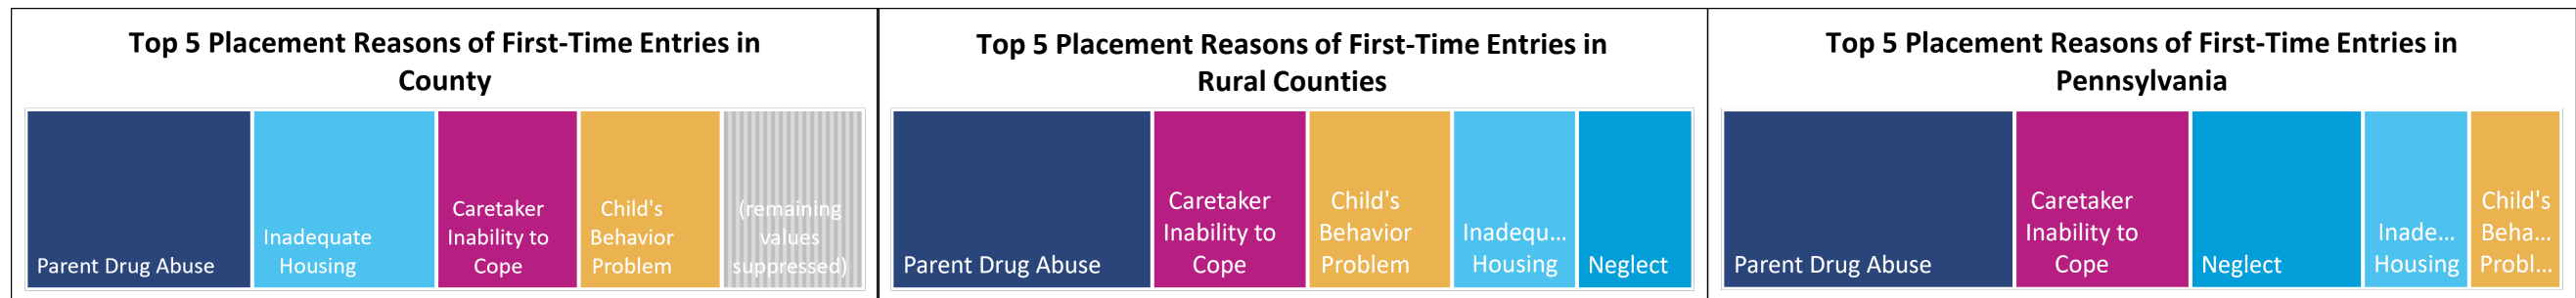 Top 5 Placement Reasons of First-Time Entries in
County
Parent Drug Abuse
Inadequate
Housing
Caretaker
Inability to
Cope
Child's
Behavior
Problem
(remaining
values
suppressed)
Top 5 Placement Reasons of First-Time Entries in
Rural Counties
Parent Drug Abuse
Caretaker
Inability to
Cope
Child's
Behavior
Problem
Inadequ...
Housing
Neglect
Top 5 Placement Reasons of First-Time Entries in
Pennsylvania
Parent Drug Abuse
Caretaker
Inability to
Cope
Neglect
Inade...
Housing
Child's
Beha...
Probl...